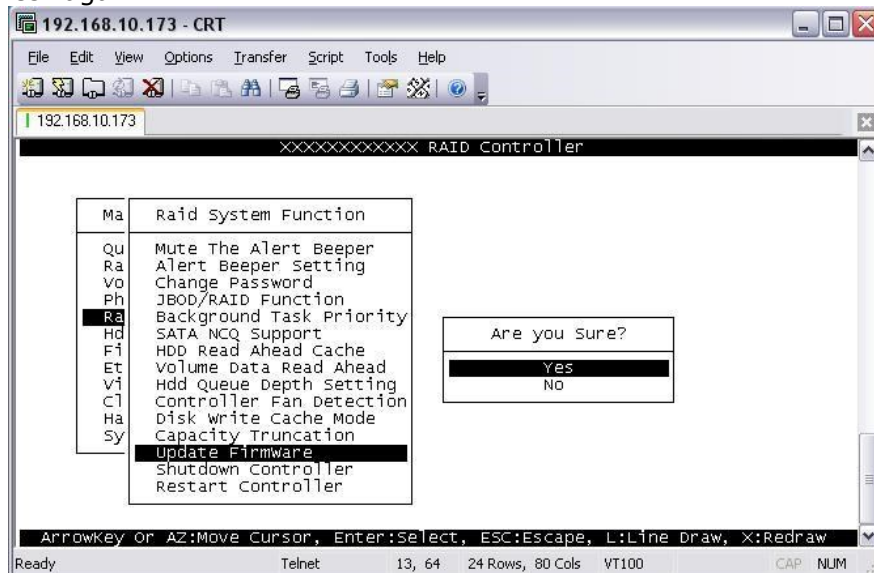 192.168.10.173 - CRT
File Edit View Options Transfer Script Tools Help
192.168.10.173
XXXXXXXXXXXX RAID Controller
Ma
Raid System Function
Qu
Mute The Alert Beeper
Ra
Alert Beeper Setting
Vo
Change Password
Ph
JBOD/RAID Function
Ra
Background Task Priority
Hd
SATA NCQ Support
Fi
HDD Read Ahead Cache
Et
Volume Data Read Ahead
Vi
Hdd Queue Depth Setting
Cl
Controller Fan Detection
Ha
Disk Write Cache Mode
Sy
Capacity Truncation
Update FirmWare
Shutdown Controller
Restart Controller
Are you Sure?
Yes
No
ArrowKey Or AZ:Move Cursor, Enter:Select, ESC:Escape, L:Line Draw, X:Redraw
Ready Telnet 13, 64 24 Rows, 80 Cols VT100 CAP NUM